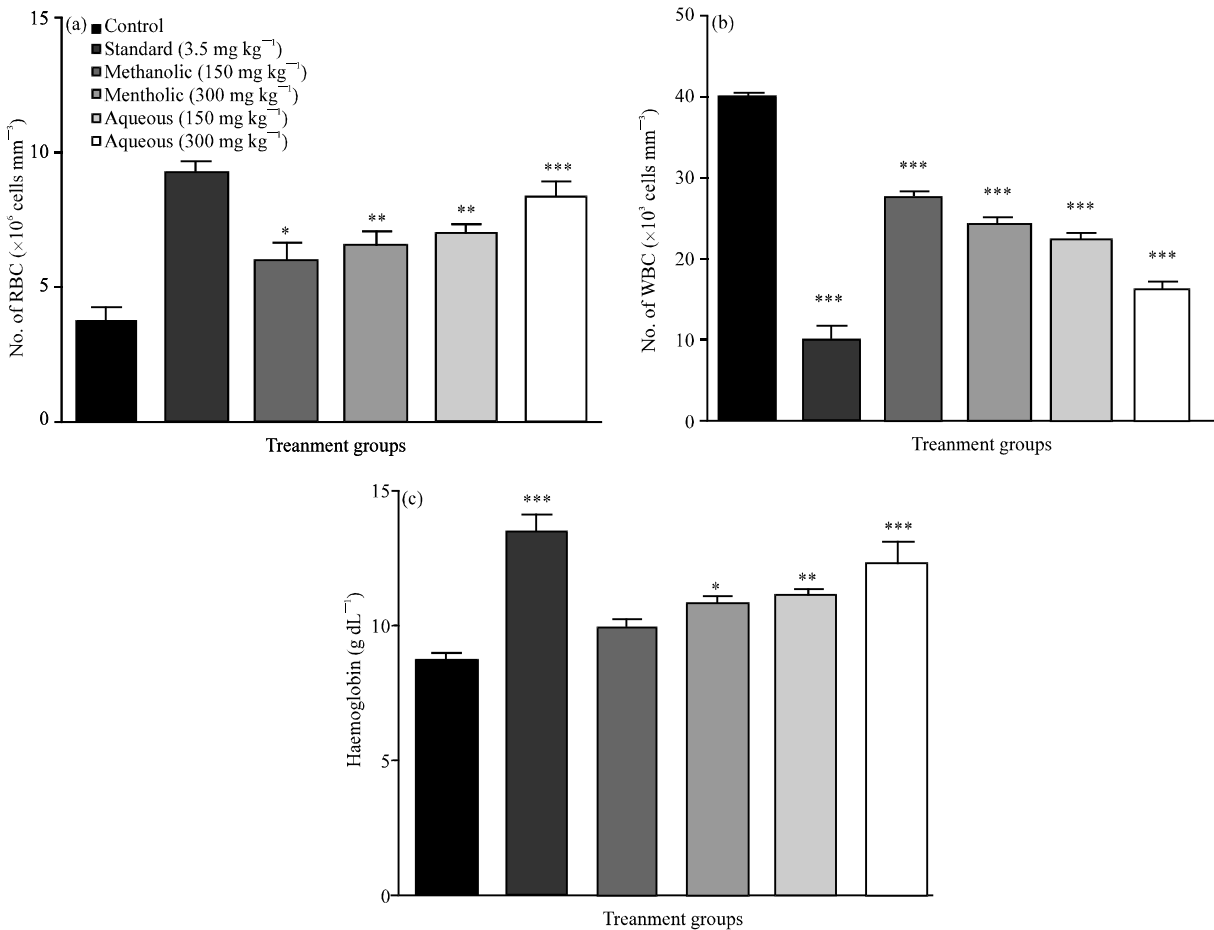 (a)
Control
Standard (3.5 mg kg⁻¹)
Methanolic (150 mg kg⁻¹)
Mentholic (300 mg kg⁻¹)
Aqueous (150 mg kg⁻¹)
Aqueous (300 mg kg⁻¹)
No. of RBC (×10⁶ cells mm⁻³)
15
10
5
0
*
**
**
***
Treanment groups
(b)
No. of WBC (×10³ cells mm⁻³)
50
40
30
20
10
0
***
***
***
***
***
Treanment groups
(c)
Haemoglobin (g dL⁻¹)
15
10
5
0
***
*
**
***
Treanment groups